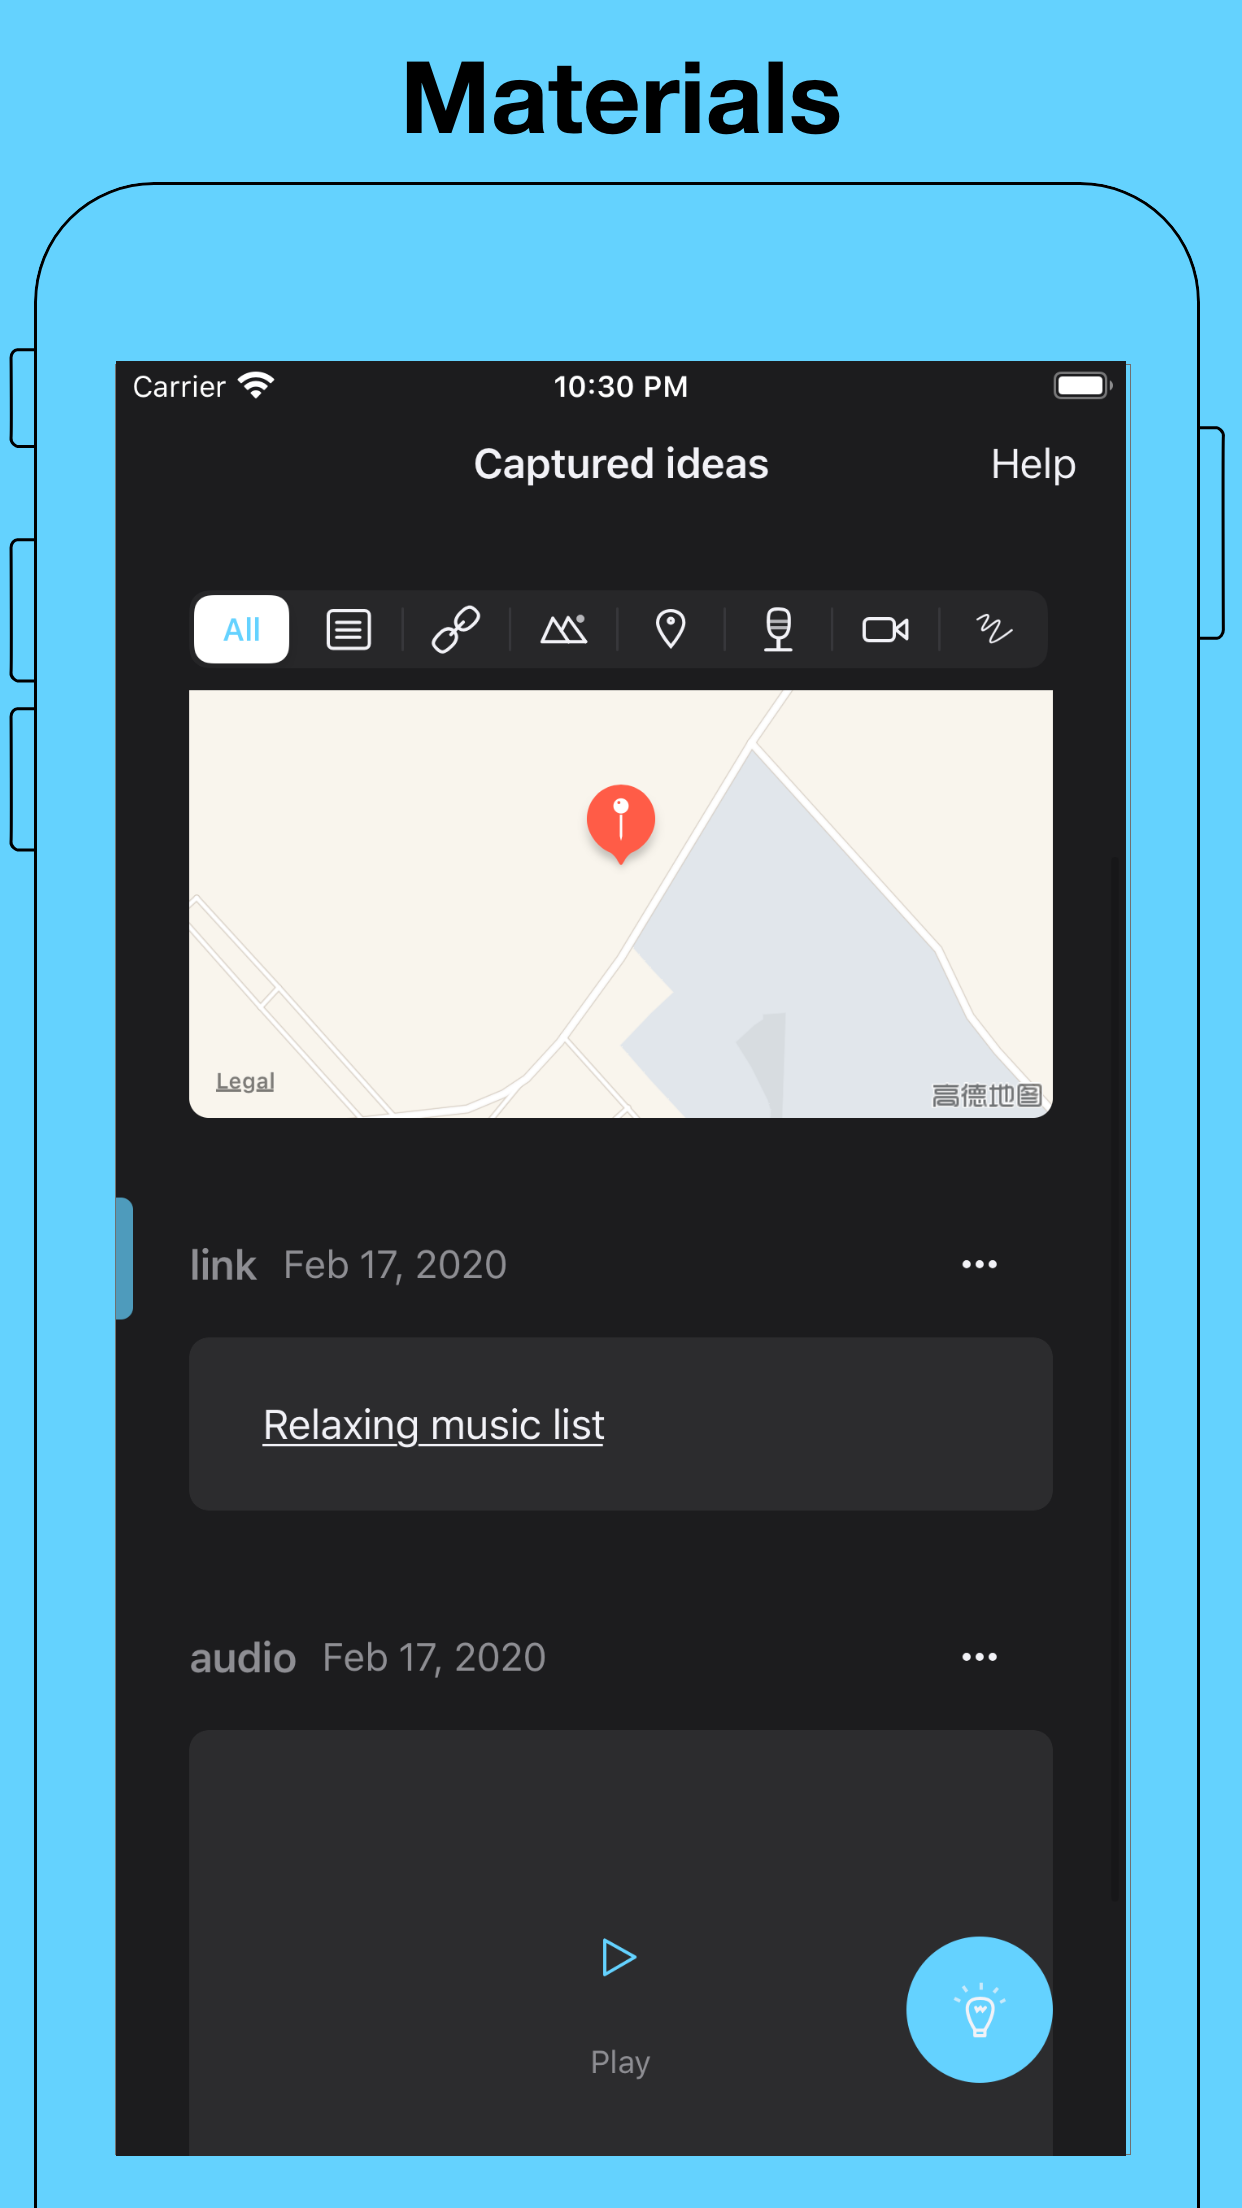 Materials
Carrier
10:30 PM
Captured ideas
Help
All
Legal
高德地图
link Feb 17, 2020
Relaxing music list
audio Feb 17, 2020
Play